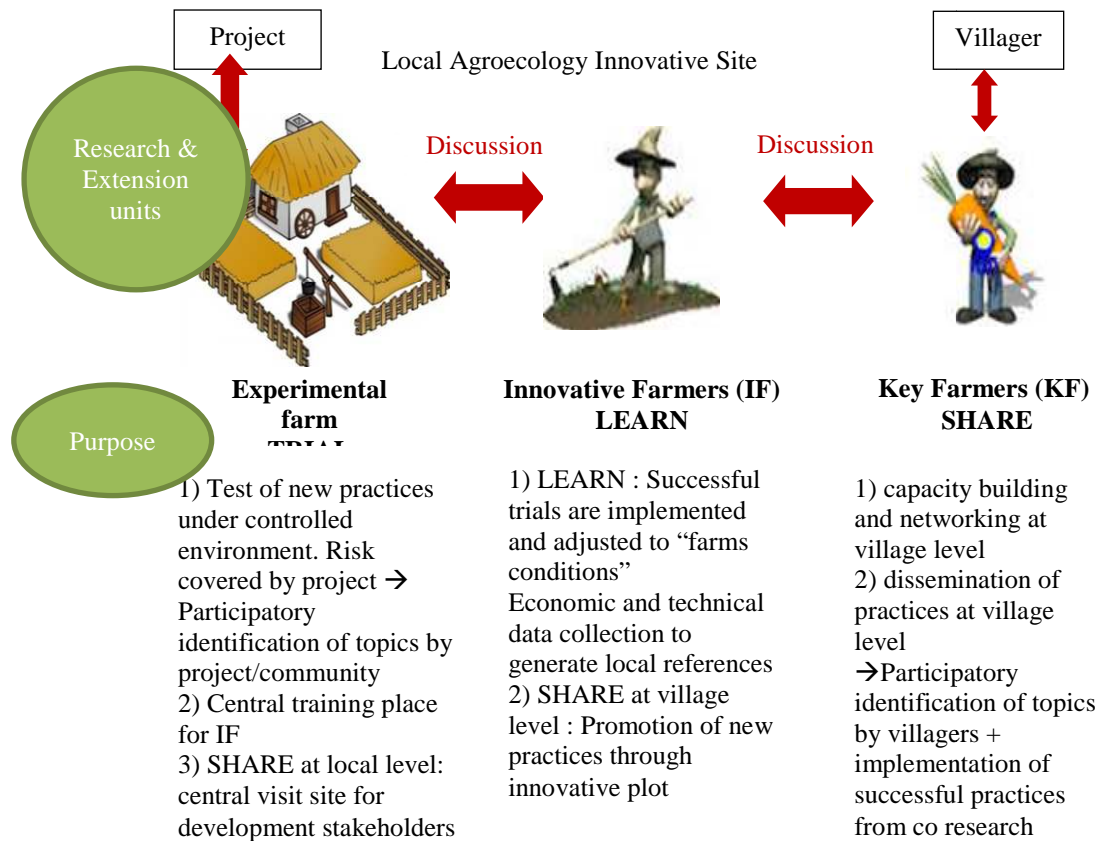 Project
Villager
Local Agroecology Innovative Site
Research &
Extension
units
Discussion
Discussion
Purpose
Experimental
farm
TRIAL
1) Test of new practices
under controlled
environment. Risk
covered by project →
Participatory
identification of topics by
project/community
2) Central training place
for IF
3) SHARE at local level:
central visit site for
development stakeholders
Innovative Farmers (IF)
LEARN
1) LEARN : Successful
trials are implemented
and adjusted to “farms
conditions”
Economic and technical
data collection to
generate local references
2) SHARE at village
level : Promotion of new
practices through
innovative plot
Key Farmers (KF)
SHARE
1) capacity building
and networking at
village level
2) dissemination of
practices at village
level
→Participatory
identification of topics
by villagers +
implementation of
successful practices
from co research